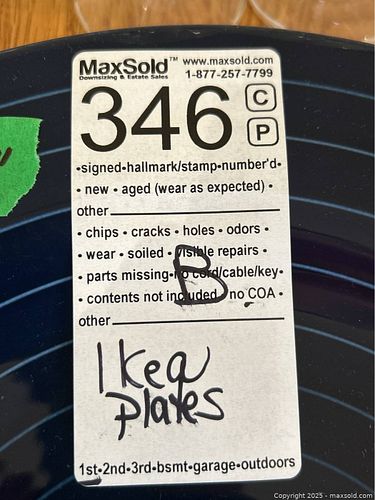 MaxSold™ www.maxsold.com
Downsizing & Estate Sales 1-877-257-7799
346 C
P
•signed•hallmark/stamp•number'd•
• new • aged (wear as expected) •
other
• chips • cracks • holes • odors •
• wear • soiled • visible repairs •
• parts missing•no cord/cable/key•
• contents not included • no COA •
B
other
Ikea
plates
1st•2nd•3rd•bsmt•garage•outdoors
Copyright 2025 - maxsold.com